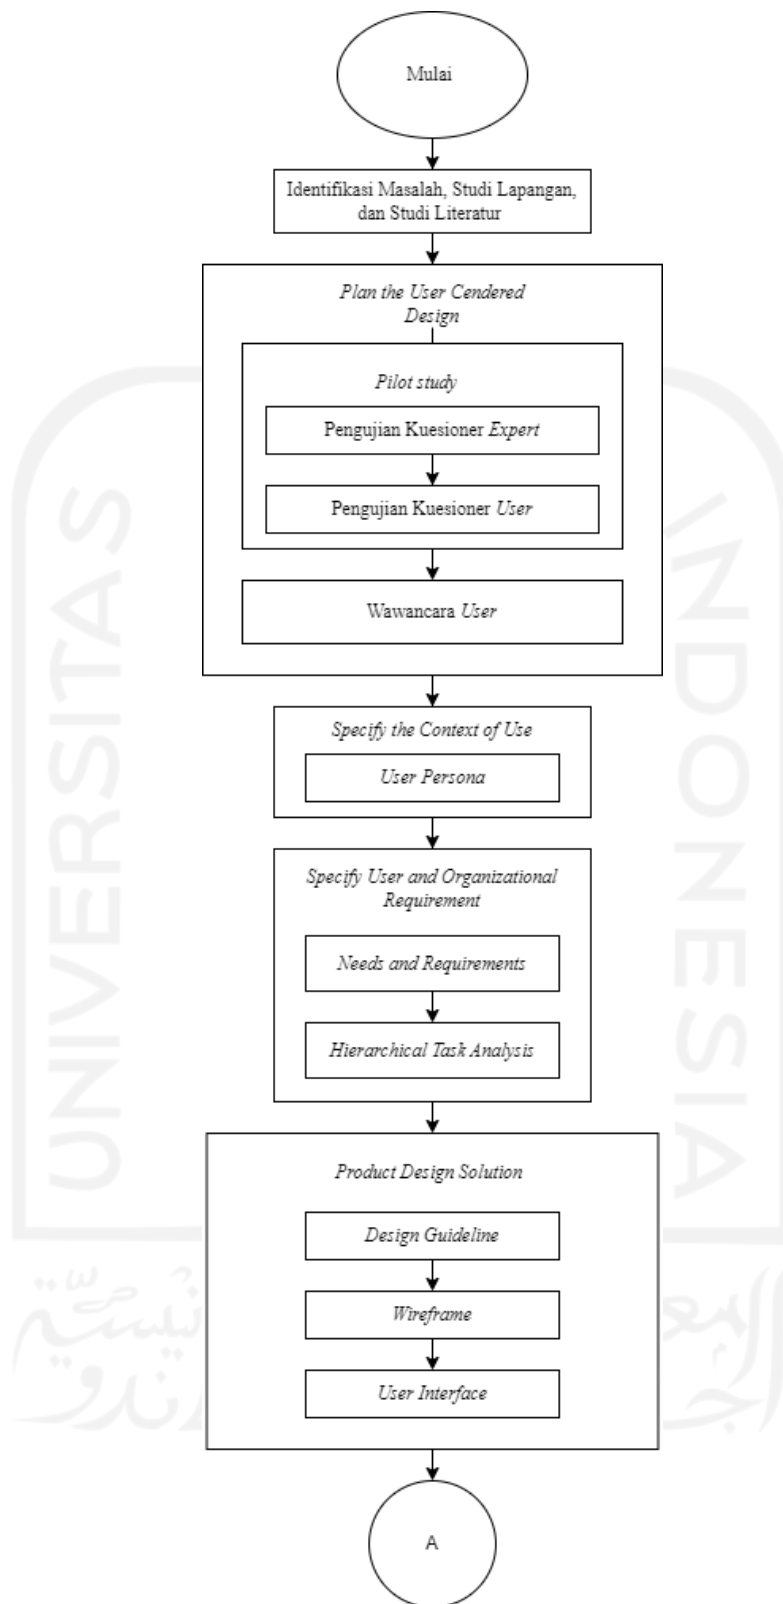 Mulai
Identifikasi Masalah, Studi Lapangan,
dan Studi Literatur
Plan the User Cendered
Design
Pilot study
Pengujian Kuesioner Expert
Pengujian Kuesioner User
Wawancara User
Specify the Context of Use
User Persona
Specify User and Organizational
Requirement
Needs and Requirements
Hierarchical Task Analysis
Product Design Solution
Design Guideline
Wireframe
User Interface
A
UNIVERSITAS
INDONESIA